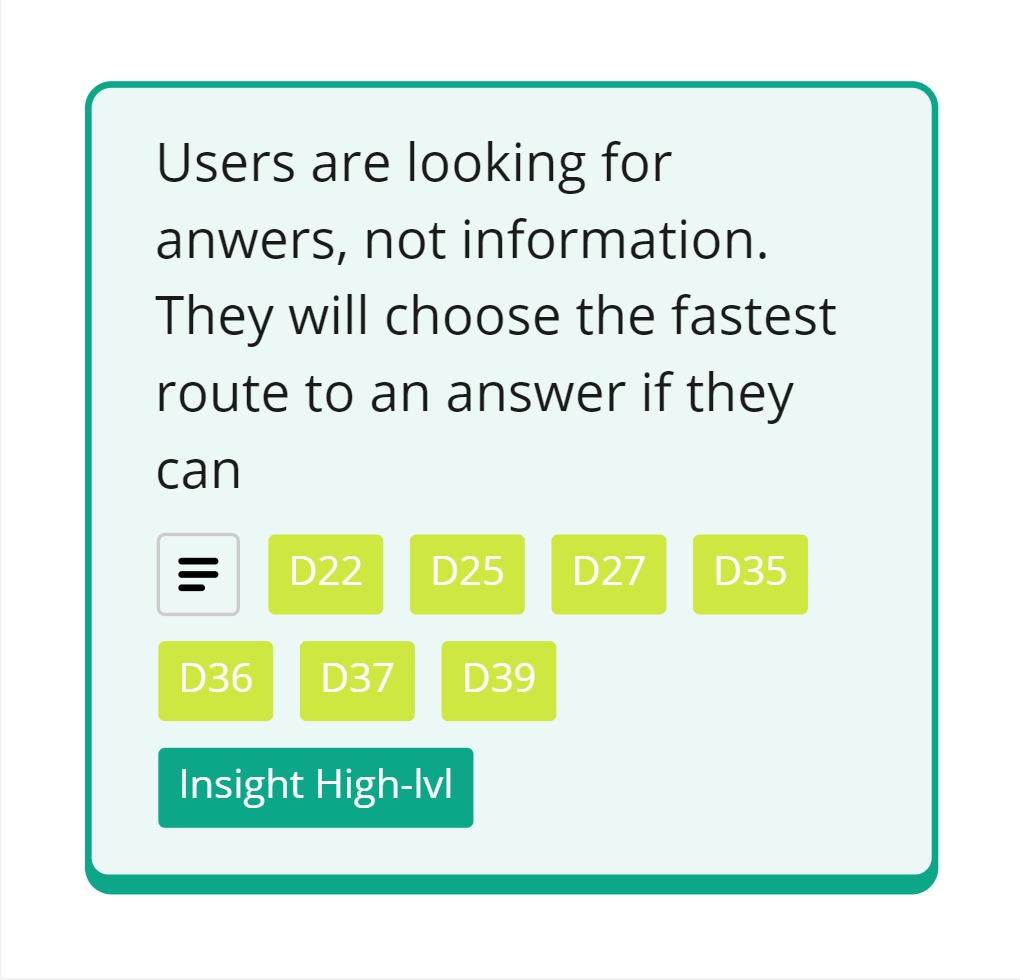 Users are looking for
anwers, not information.
They will choose the fastest
route to an answer if they
can
D22 D25 D27 D35
D36 D37 D39
Insight High-lvl